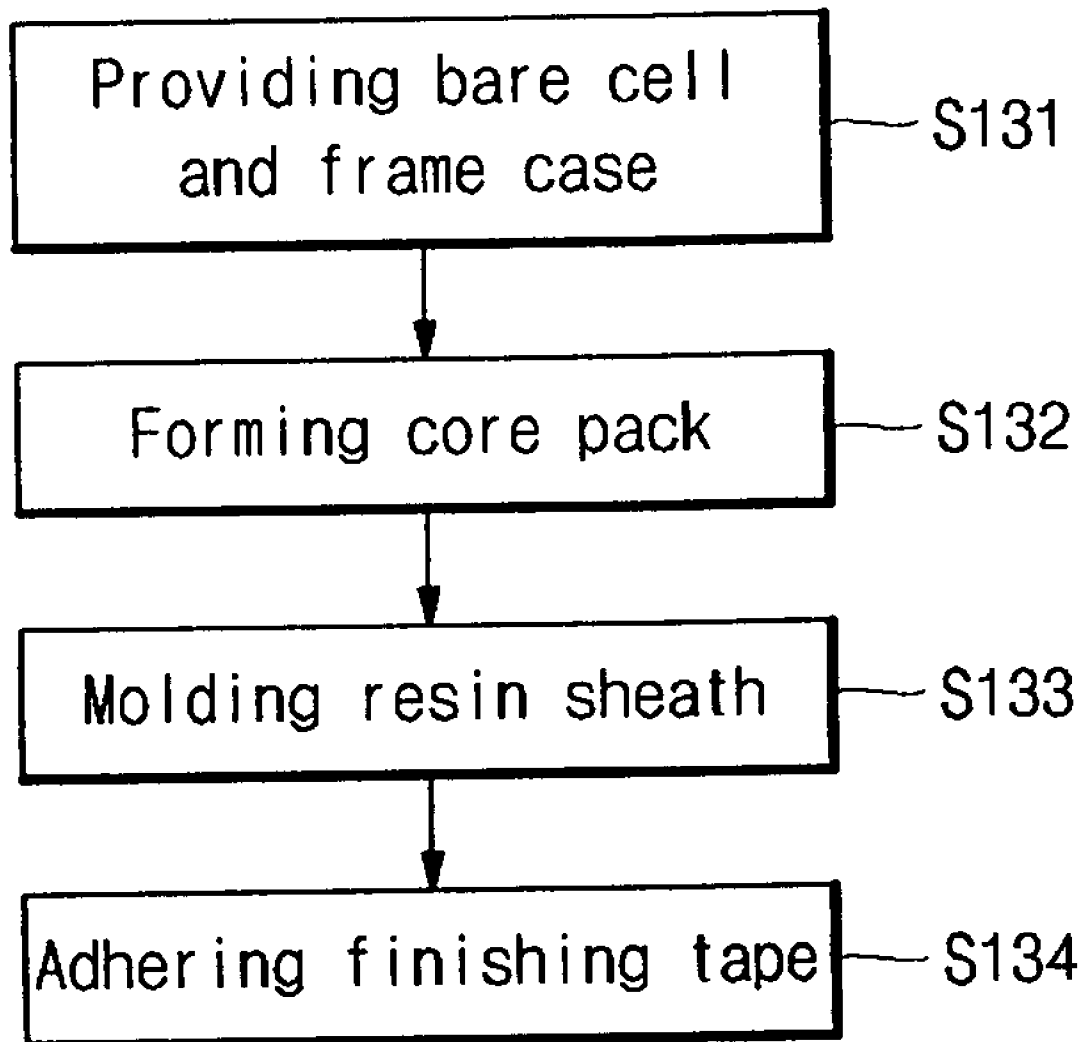 Providing bare cell
and frame case
S131
Forming core pack
S132
Molding resin sheath
S133
Adhering finishing tape
S134